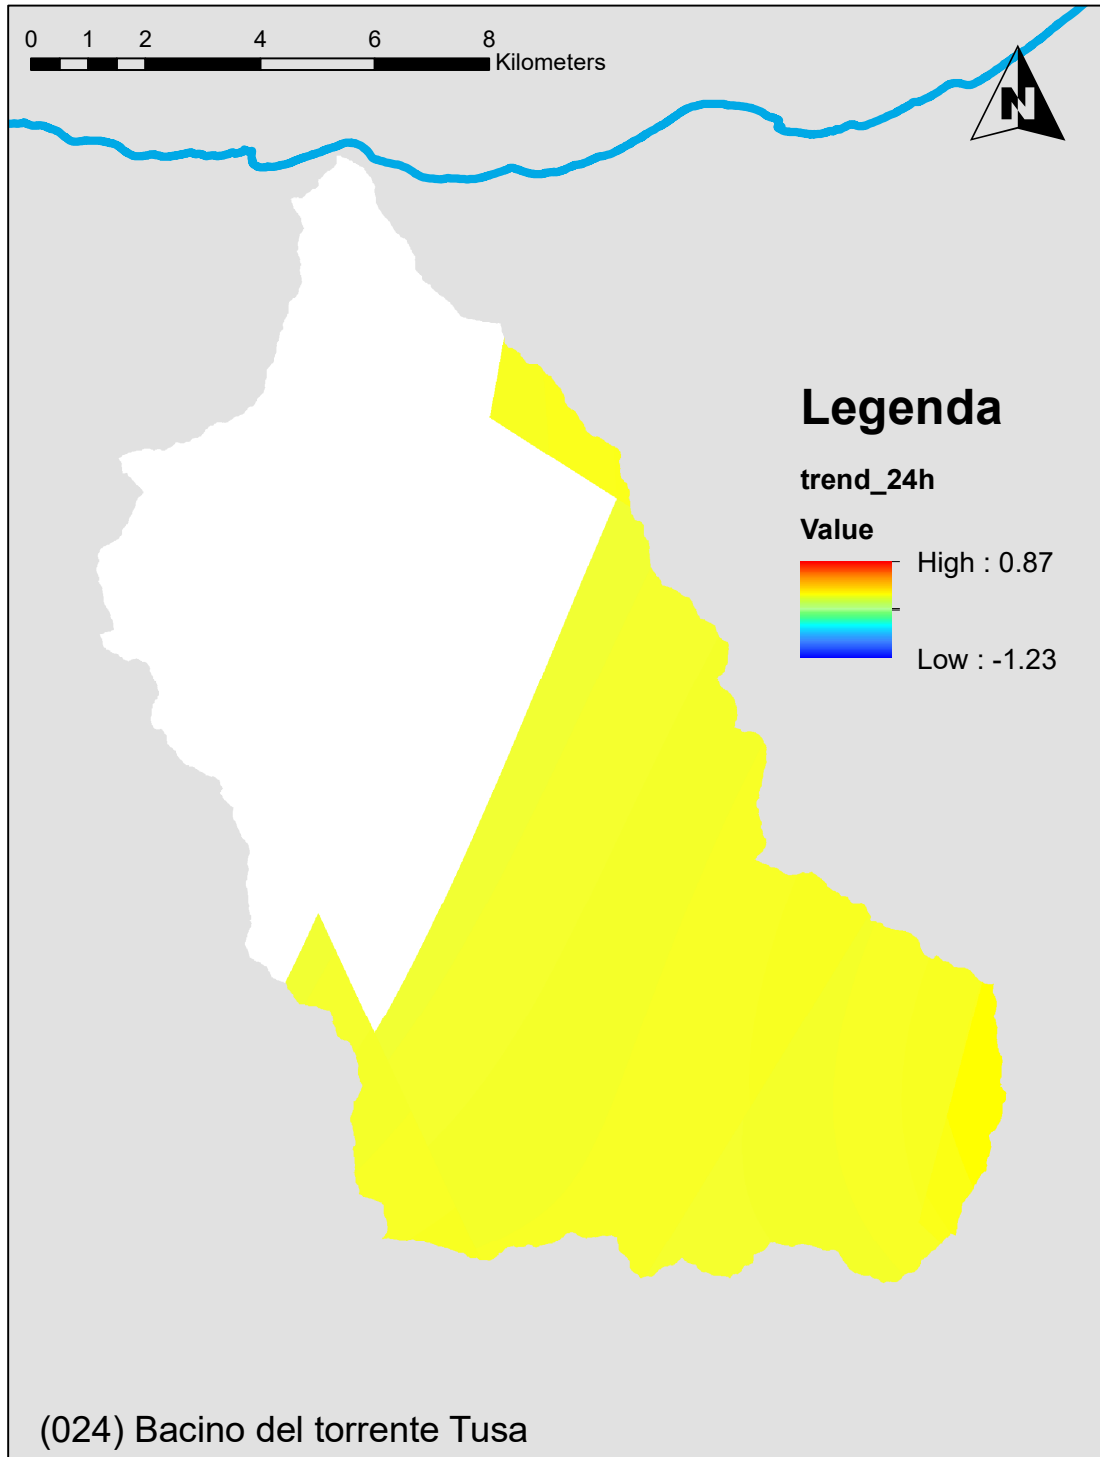 0 1 2 4 6 8
Kilometers
N
Legenda
trend_24h
Value
High : 0.87
Low : -1.23
(024) Bacino del torrente Tusa